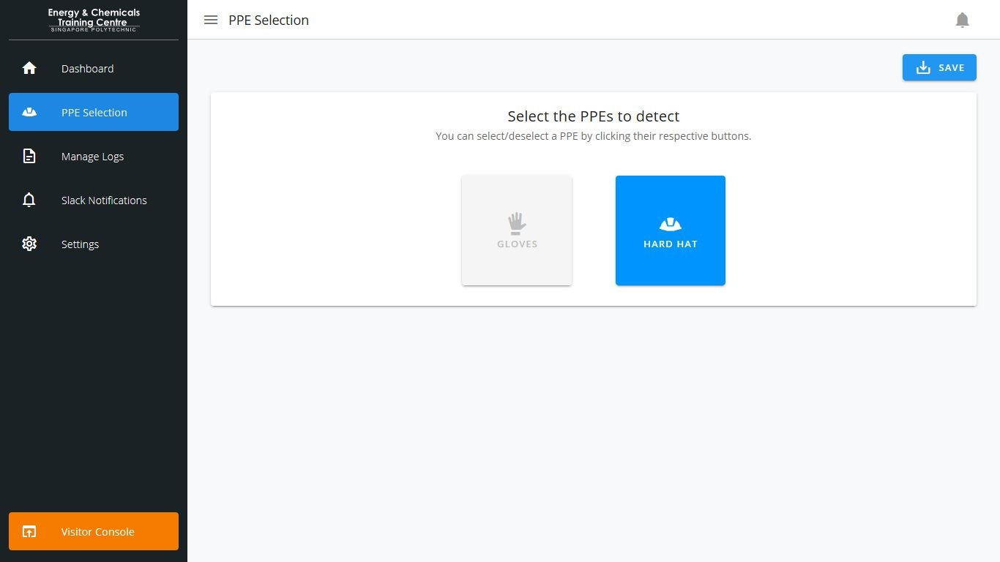 Energy & Chemicals
Training Centre
SINGAPORE POLYTECHNIC
Dashboard
PPE Selection
Manage Logs
Slack Notifications
Settings
Visitor Console
PPE Selection
SAVE
Select the PPEs to detect
You can select/deselect a PPE by clicking their respective buttons.
GLOVES
HARD HAT